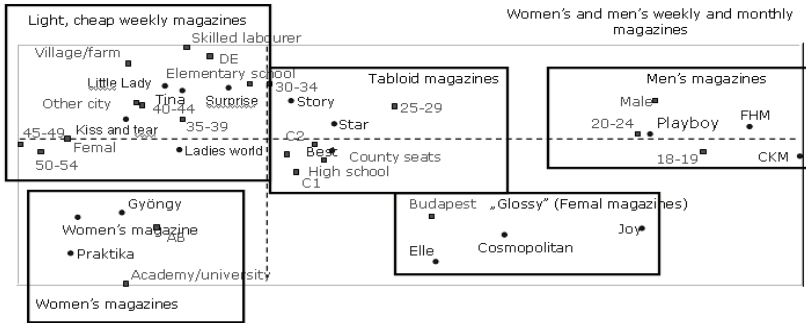 Women's and men's weekly and monthly
magazines
Light, cheap weekly magazines
Skilled labourer
Village/farm
DE
Little Lady
Elementary school
Tina
Surprise
30-34
Other city
40-44
Kiss and tear
35-39
45-49
Femal
50-54
Ladies world
Tabloid magazines
Story
25-29
Star
C2
Best
County seats
High school
C1
Men's magazines
Male
FHM
20-24
Playboy
18-19
CKM
Gyöngy
Women's magazine
AB
Praktika
Academy/university
Women's magazines
Budapest
„Glossy" (Femal magazines)
Joy
Cosmopolitan
Elle